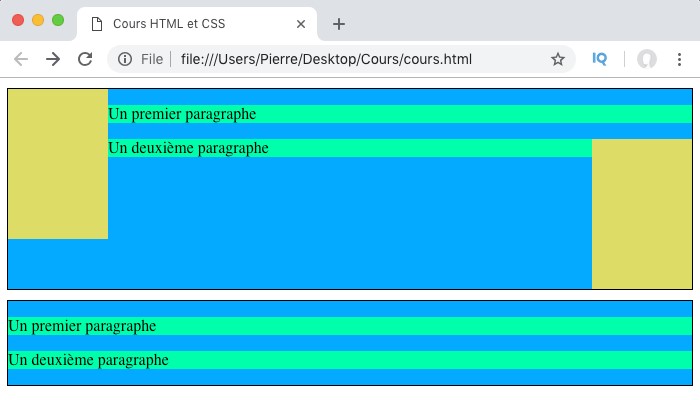 Cours HTML et CSS
File
file:///Users/Pierre/Desktop/Cours/cours.html
IQ
Un premier paragraphe
Un deuxième paragraphe
Un premier paragraphe
Un deuxième paragraphe